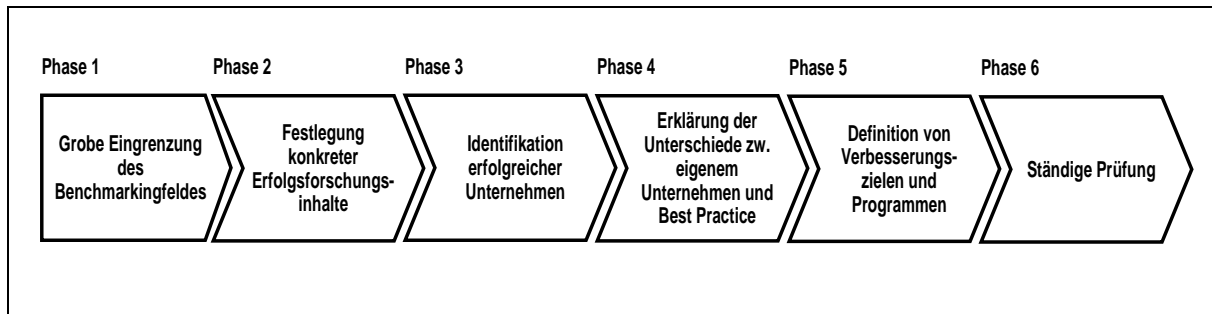 Phase 1
Grobe Eingrenzung
des
Benchmarkingfeldes
Phase 2
Festlegung
konkreter
Erfolgsforschungs-
inhalte
Phase 3
Identifikation
erfolgreicher
Unternehmen
Phase 4
Erklärung der
Unterschiede zw.
eigenem
Unternehmen und
Best Practice
Phase 5
Definition von
Verbesserungs-
zielen und
Programmen
Phase 6
Ständige Prüfung